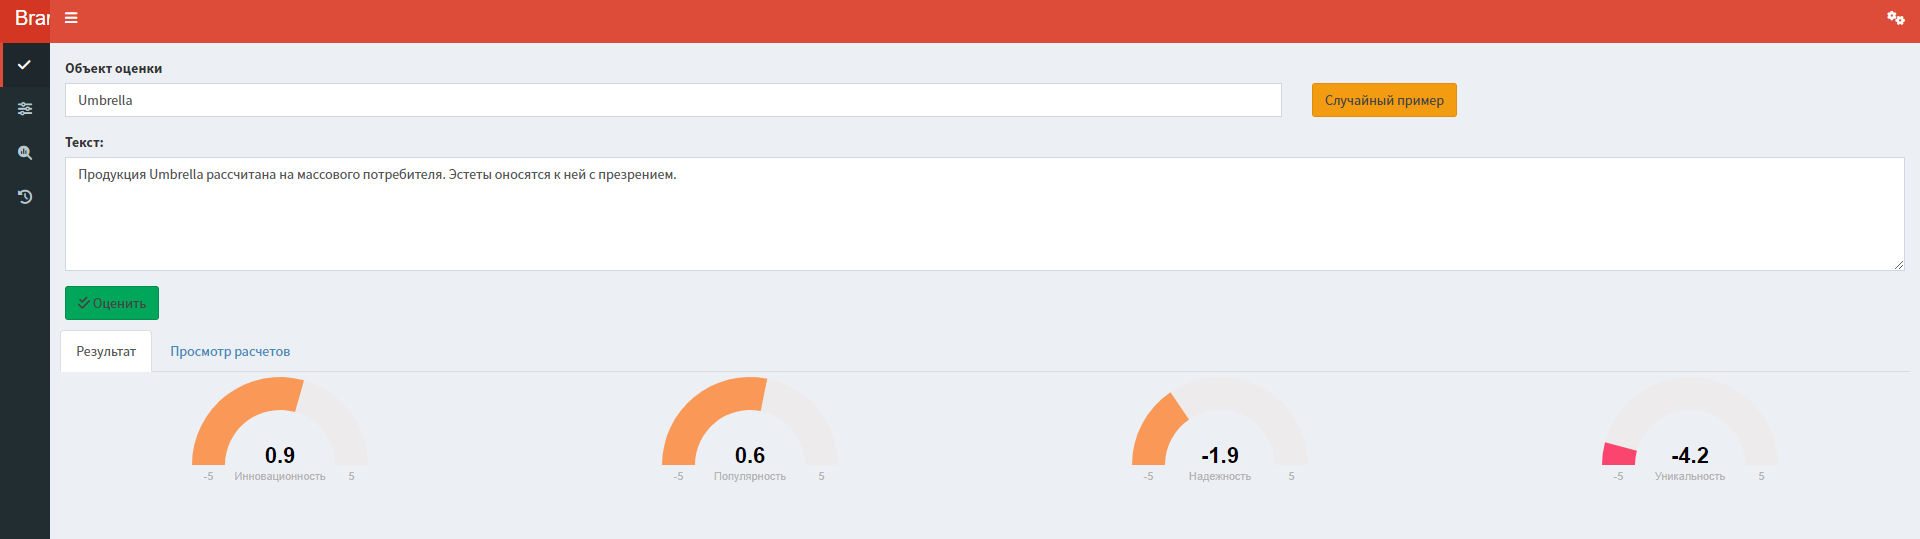 Bran
Объект оценки
Umbrella
Случайный пример
Текст:
Продукция Umbrella рассчитана на массового потребителя. Эстеты оносятся к ней с презрением.
Оценить
Результат Просмотр расчетов
0.9 0.6 -1.9 -4.2
-5 Инновационность 5 -5 Популярность 5 -5 Надежность 5 -5 Уникальность 5